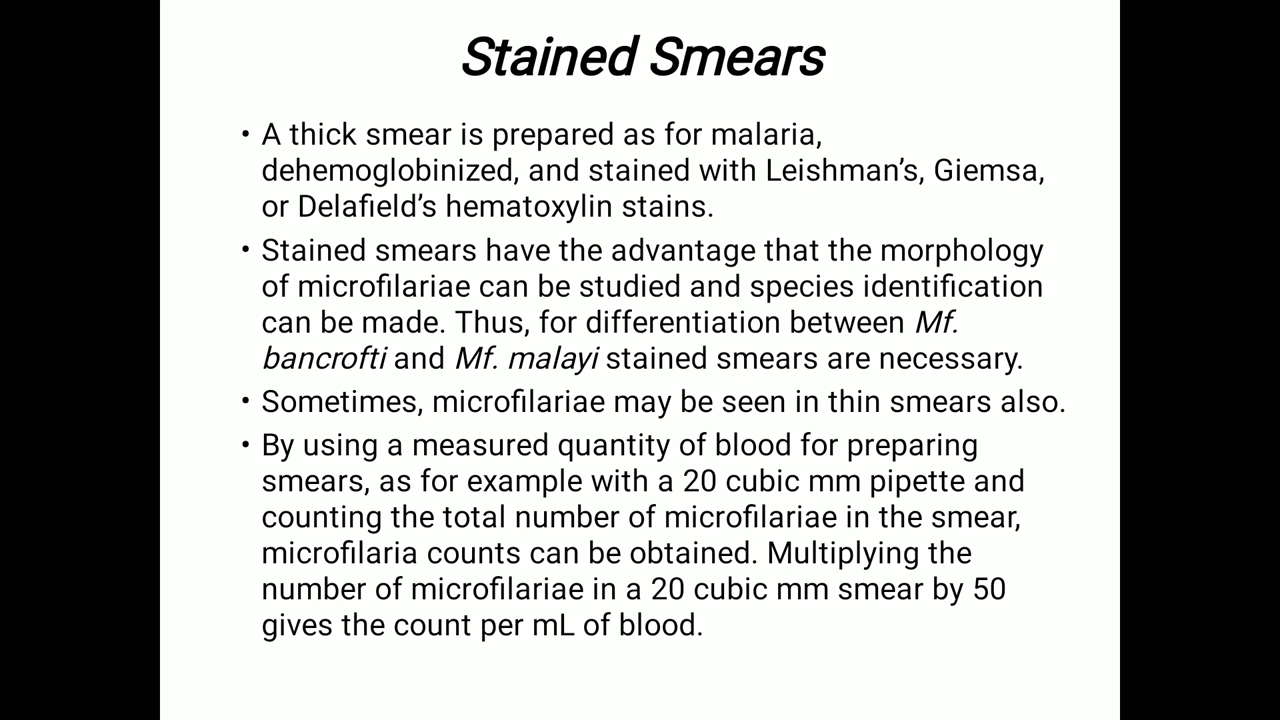 Stained Smears
• A thick smear is prepared as for malaria,
dehemoglobinized, and stained with Leishman’s, Giemsa,
or Delafield’s hematoxylin stains.
• Stained smears have the advantage that the morphology
of microfilariae can be studied and species identification
can be made. Thus, for differentiation between Mf.
bancrofti and Mf. malayi stained smears are necessary.
• Sometimes, microfilariae may be seen in thin smears also.
• By using a measured quantity of blood for preparing
smears, as for example with a 20 cubic mm pipette and
counting the total number of microfilariae in the smear,
microfilaria counts can be obtained. Multiplying the
number of microfilariae in a 20 cubic mm smear by 50
gives the count per mL of blood.